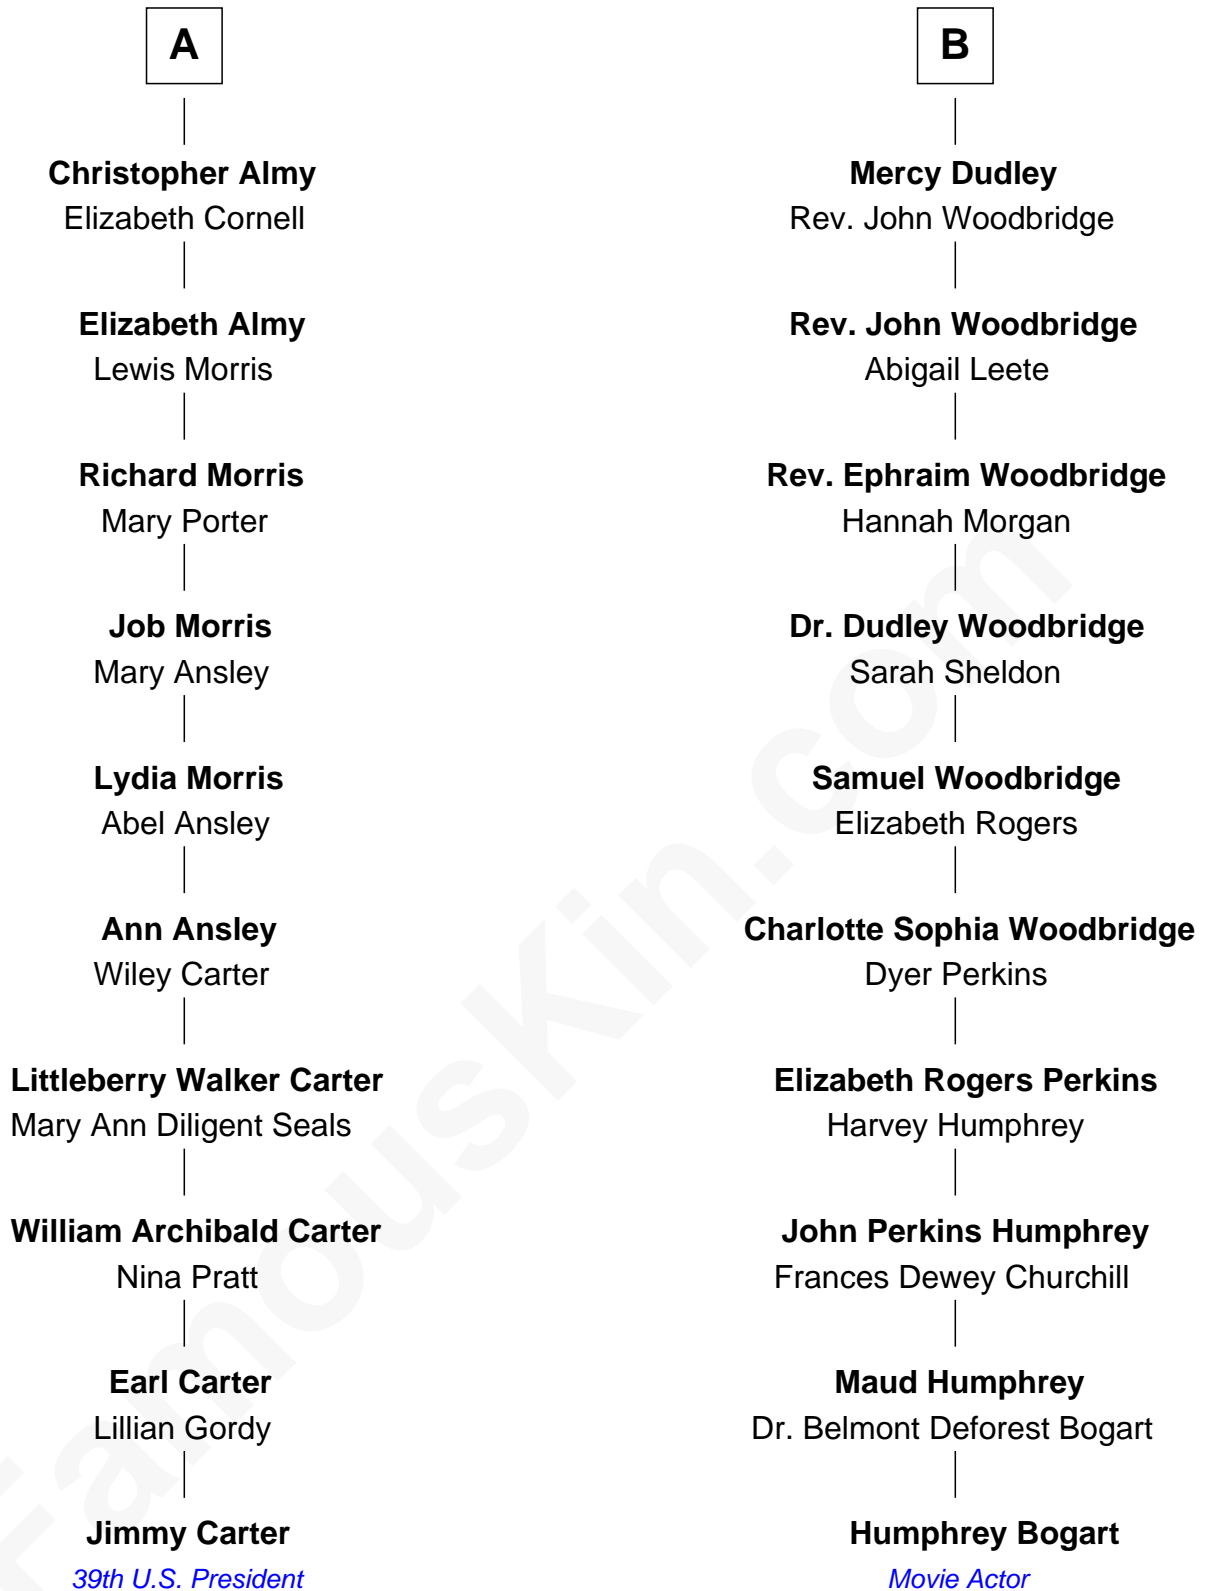 A
Christopher Almy
Elizabeth Cornell
Elizabeth Almy
Lewis Morris
Richard Morris
Mary Porter
Job Morris
Mary Ansley
Lydia Morris
Abel Ansley
Ann Ansley
Wiley Carter
Littleberry Walker Carter
Mary Ann Diligent Seals
William Archibald Carter
Nina Pratt
Earl Carter
Lillian Gordy
Jimmy Carter
39th U.S. President
B
Mercy Dudley
Rev. John Woodbridge
Rev. John Woodbridge
Abigail Leete
Rev. Ephraim Woodbridge
Hannah Morgan
Dr. Dudley Woodbridge
Sarah Sheldon
Samuel Woodbridge
Elizabeth Rogers
Charlotte Sophia Woodbridge
Dyer Perkins
Elizabeth Rogers Perkins
Harvey Humphrey
John Perkins Humphrey
Frances Dewey Churchill
Maud Humphrey
Dr. Belmont Deforest Bogart
Humphrey Bogart
Movie Actor
FamousKin.com